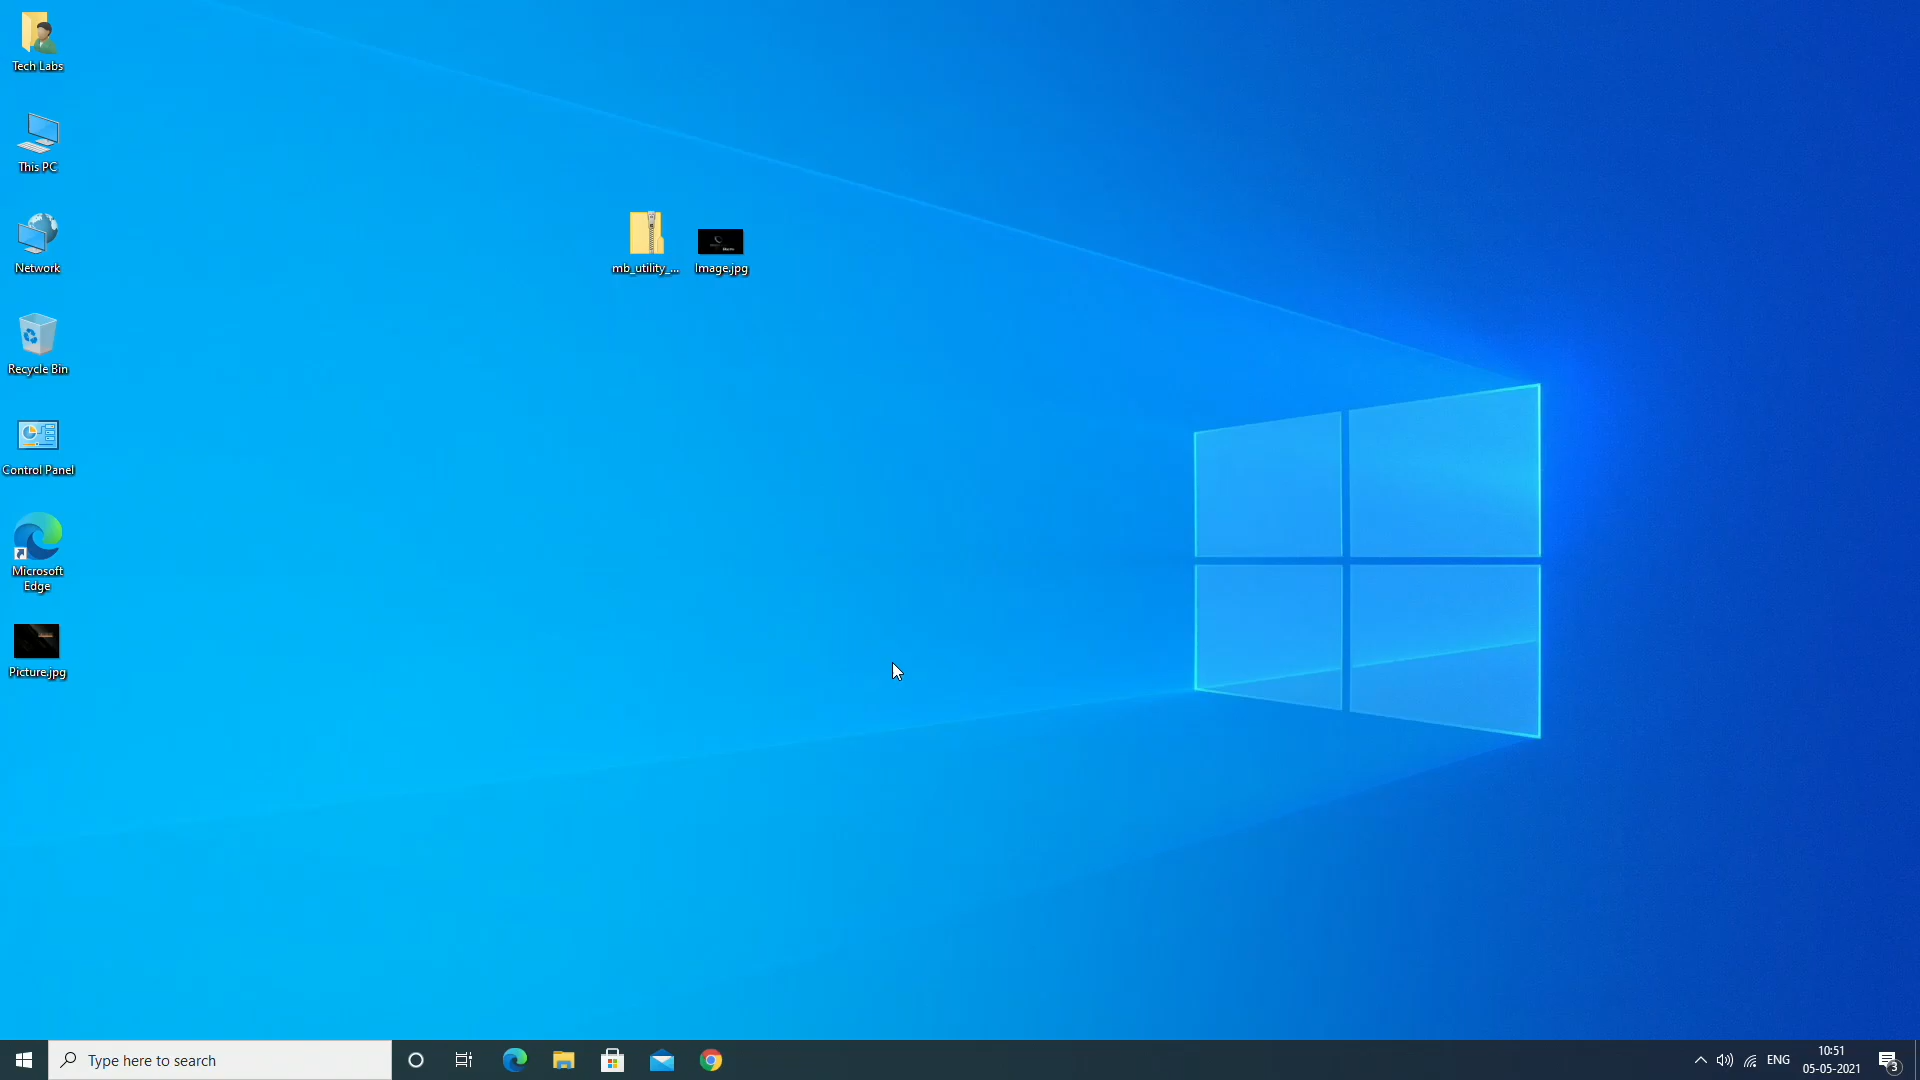 Tech Labs
This PC
Network
Recycle Bin
Control Panel
Microsoft
Edge
Picture.jpg
mb_utility_...
Image.jpg
Type here to search
ENG
10:51
05-05-2021
3